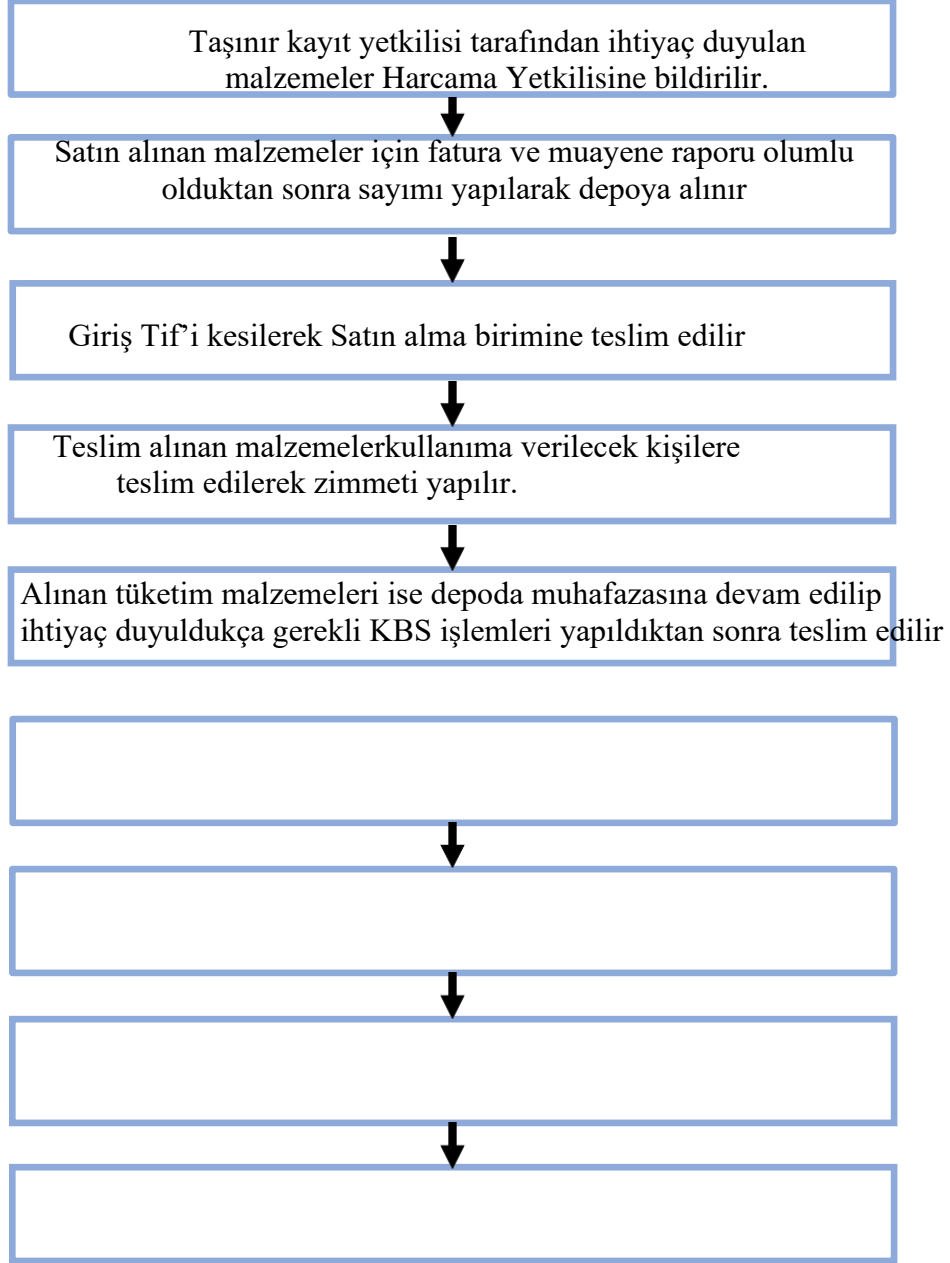 Taşınır kayıt yetkilisi tarafından ihtiyaç duyulan
malzemeler Harcama Yetkilisine bildirilir.
Satın alınan malzemeler için fatura ve muayene raporu olumlu
olduktan sonra sayımı yapılarak depoya alınır
Giriş Tif’i kesilerek Satın alma birimine teslim edilir
Teslim alınan malzemelerkullanıma verilecek kişilere
teslim edilerek zimmeti yapılır.
Alınan tüketim malzemeleri ise depoda muhafazasına devam edilip
ihtiyaç duyuldukça gerekli KBS işlemleri yapıldıktan sonra teslim edilir